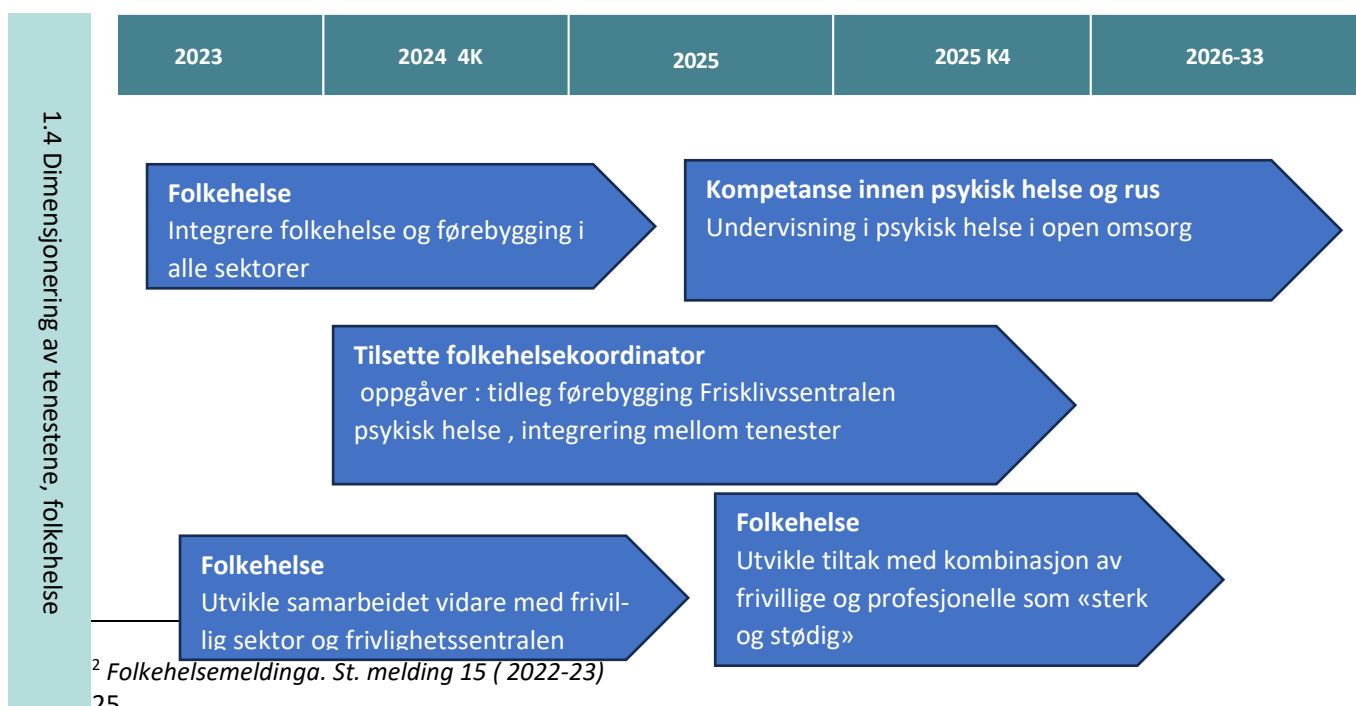 2023
2024 4K
2025
2025 K4
2026-33
1.4 Dimensjonering av tenestene, folkehelse
Folkehelse
Integrere folkehelse og førebygging i
alle sektorer
Kompetanse innen psykisk helse og rus
Undervisning i psykisk helse i open omsorg
Tilsette folkehelsekoordinator
oppgåver : tidleg førebygging Frisklivssentralen
psykisk helse , integrering mellom tenester
Folkehelse
Utvikle samarbeidet vidare med frivil-
lig sektor og frivlighetssentralen
Folkehelse
Utvikle tiltak med kombinasjon av
frivillige og profesjonelle som «sterk
og stødig»
2 Folkehelsemeldinga. St. melding 15 ( 2022-23)
25